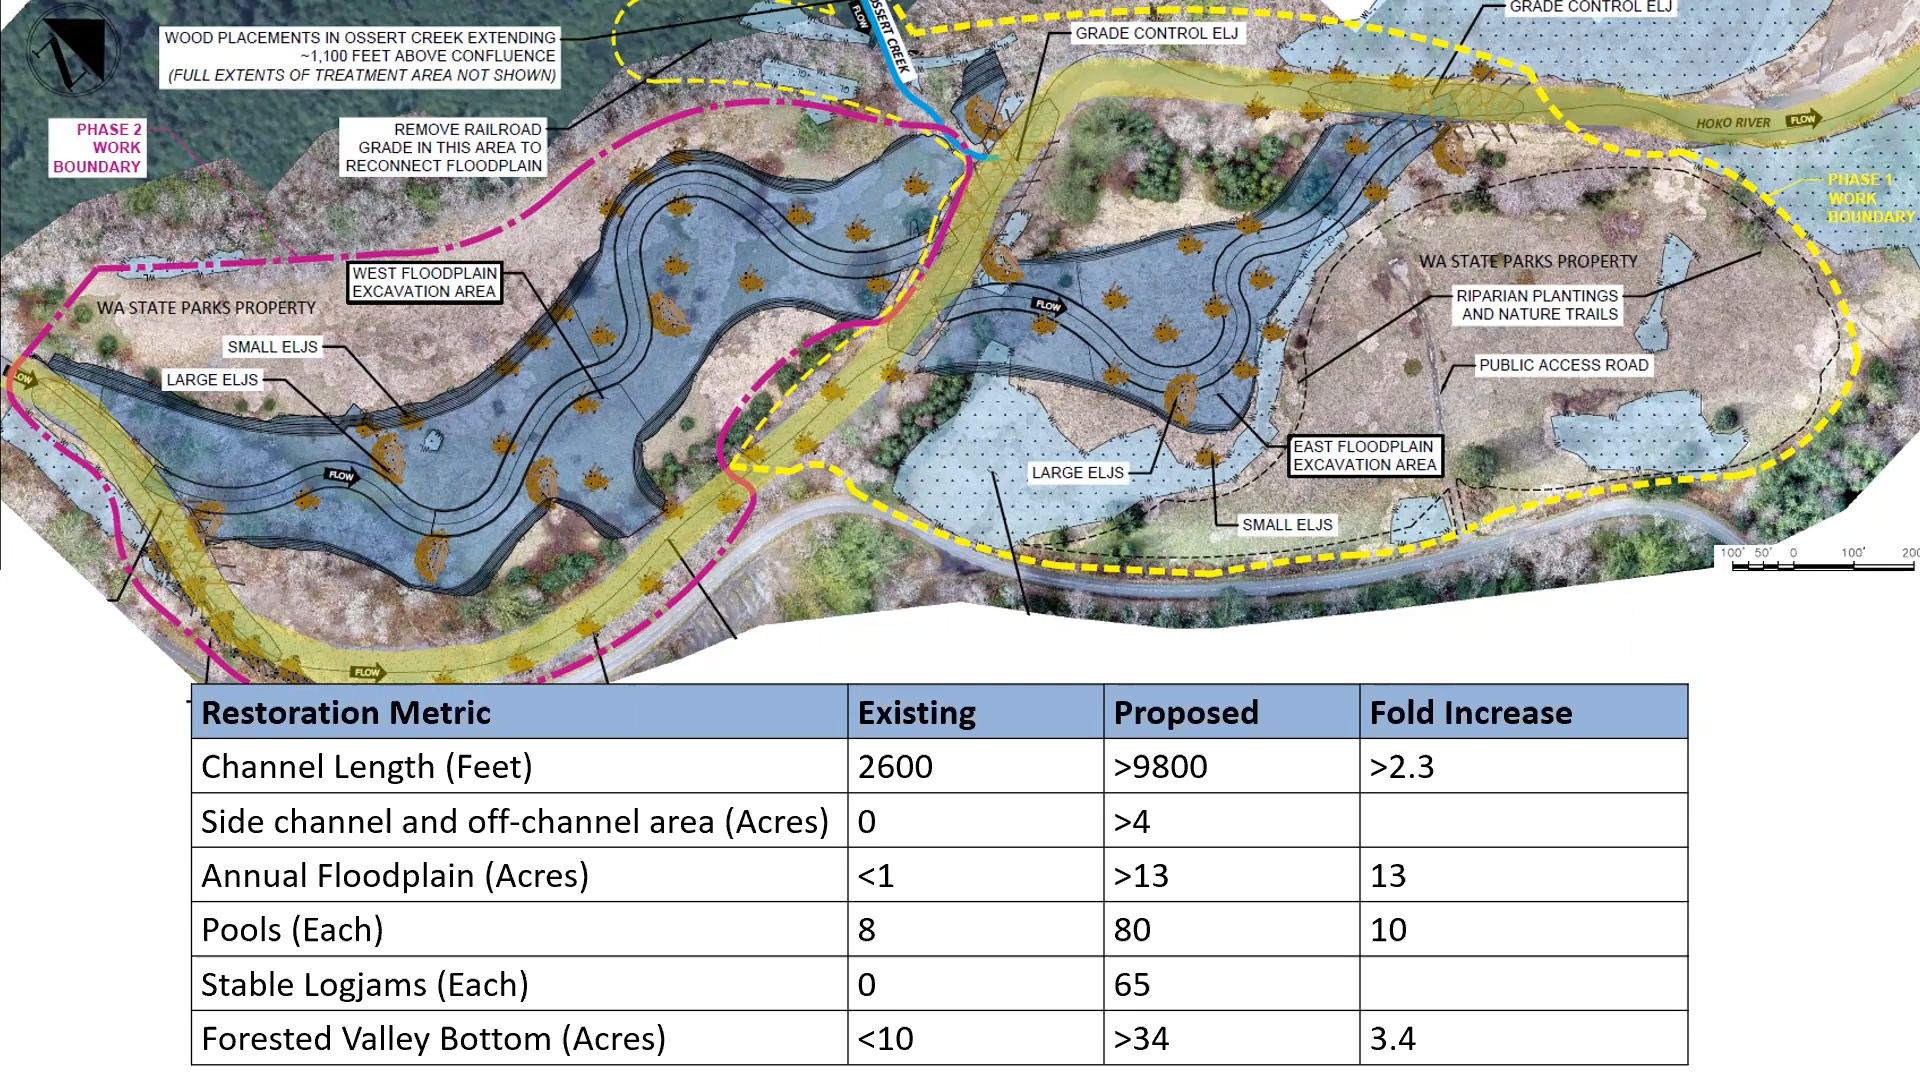 GRADE CONTROL ELJ
WOOD PLACEMENTS IN OSSERT CREEK EXTENDING
~1,100 FEET ABOVE CONFLUENCE
(FULL EXTENTS OF TREATMENT AREA NOT SHOWN)
FLOW
OSSERT CREEK
GRADE CONTROL ELJ
HOKO RIVER
FLOW
PHASE 2
WORK
BOUNDARY
REMOVE RAILROAD
GRADE IN THIS AREA TO
RECONNECT FLOODPLAIN
PHASE 1
WORK
BOUNDARY
WEST FLOODPLAIN
EXCAVATION AREA
WA STATE PARKS PROPERTY
WA STATE PARKS PROPERTY
RIPARIAN PLANTINGS
AND NATURE TRAILS
FLOW
SMALL ELJS
LARGE ELJS
PUBLIC ACCESS ROAD
EAST FLOODPLAIN
EXCAVATION AREA
LARGE ELJS
FLOW
SMALL ELJS
100' 50' 0 100' 200
FLOW
Restoration Metric Existing Proposed Fold Increase
Channel Length (Feet) 2600 >9800 >2.3
Side channel and off-channel area (Acres) 0 >4
Annual Floodplain (Acres) <1 >13 13
Pools (Each) 8 80 10
Stable Logjams (Each) 0 65
Forested Valley Bottom (Acres) <10 >34 3.4